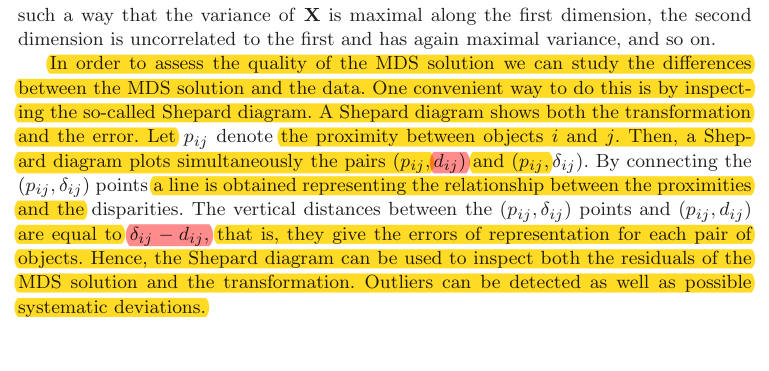 such a way that the variance of X is maximal along the first dimension, the second
dimension is uncorrelated to the first and has again maximal variance, and so on.
In order to assess the quality of the MDS solution we can study the differences
between the MDS solution and the data. One convenient way to do this is by inspect-
ing the so-called Shepard diagram. A Shepard diagram shows both the transformation
and the error. Let pᵢⱼ denote the proximity between objects i and j. Then, a Shep-
ard diagram plots simultaneously the pairs (pᵢⱼ, dᵢⱼ) and (pᵢⱼ, δᵢⱼ). By connecting the
(pᵢⱼ, δᵢⱼ) points a line is obtained representing the relationship between the proximities
and the disparities. The vertical distances between the (pᵢⱼ, δᵢⱼ) points and (pᵢⱼ, dᵢⱼ)
are equal to δᵢⱼ − dᵢⱼ, that is, they give the errors of representation for each pair of
objects. Hence, the Shepard diagram can be used to inspect both the residuals of the
MDS solution and the transformation. Outliers can be detected as well as possible
systematic deviations.